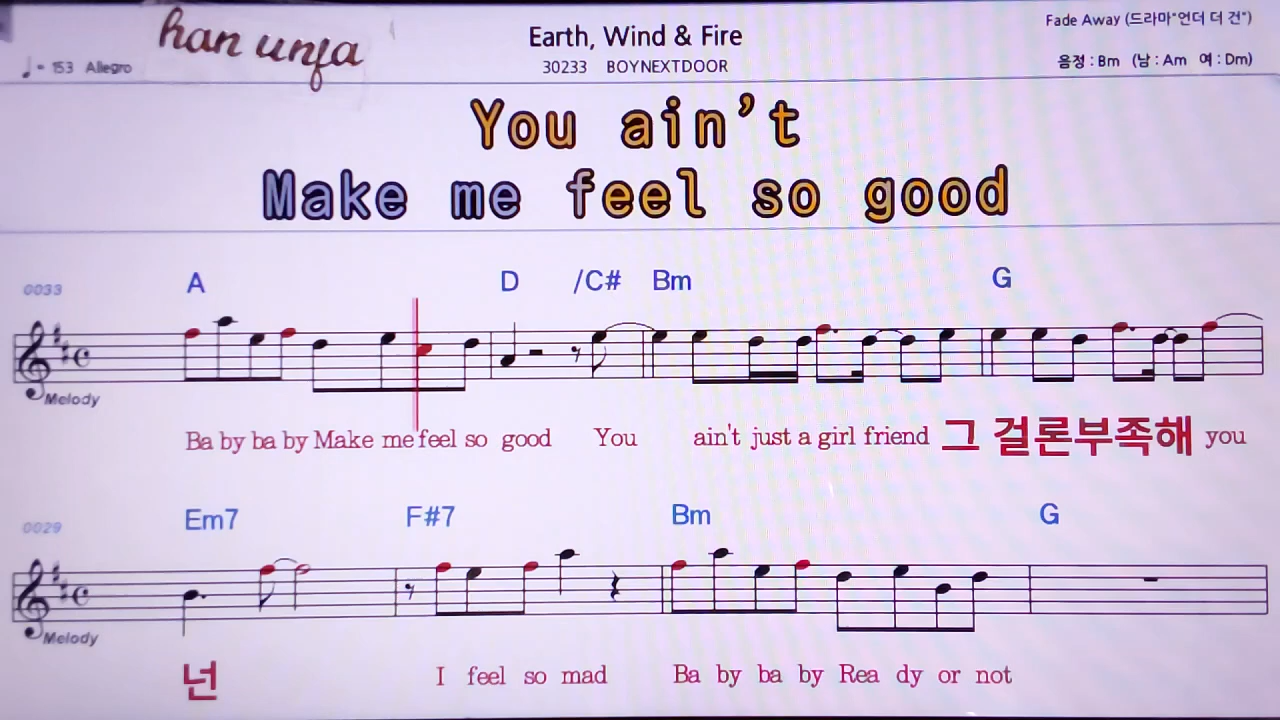 han unfa
♩= 153 Allegro
Earth, Wind & Fire
30233 BOYNEXTDOOR
Fade Away (드라마"언더 더 건")
음정 : Bm (남 : Am 여 : Dm)
You ain't
Make me feel so good
0033
A D /C# Bm G
Melody
Ba by ba by Make me feel so good You ain't just a girl friend 그 걸론부족해 you
0029
Em7 F#7 Bm G
Melody
넌 I feel so mad Ba by ba by Rea dy or not